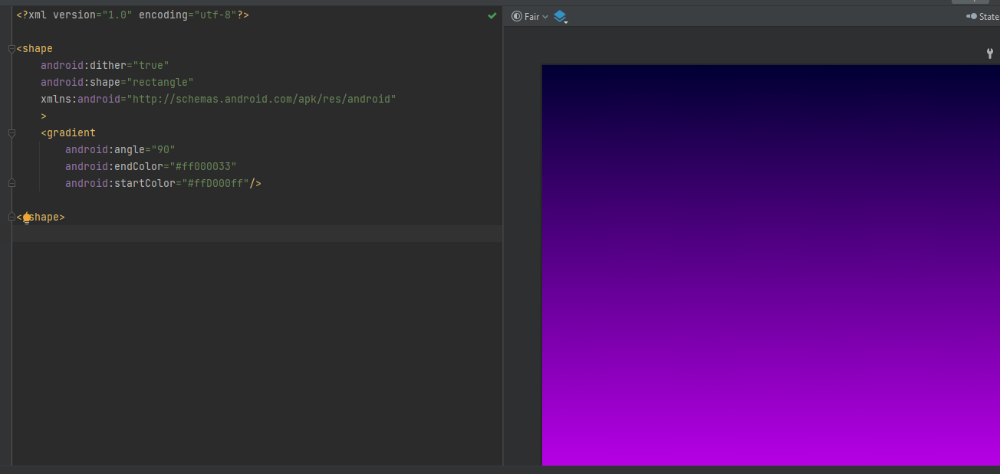 <?xml version="1.0" encoding="utf-8"?>
<shape
android:dither="true"
android:shape="rectangle"
xmlns:android="http://schemas.android.com/apk/res/android"
>
<gradient
android:angle="90"
android:endColor="#ff000033"
android:startColor="#ffD000ff"/>
</shape>
Fair
State